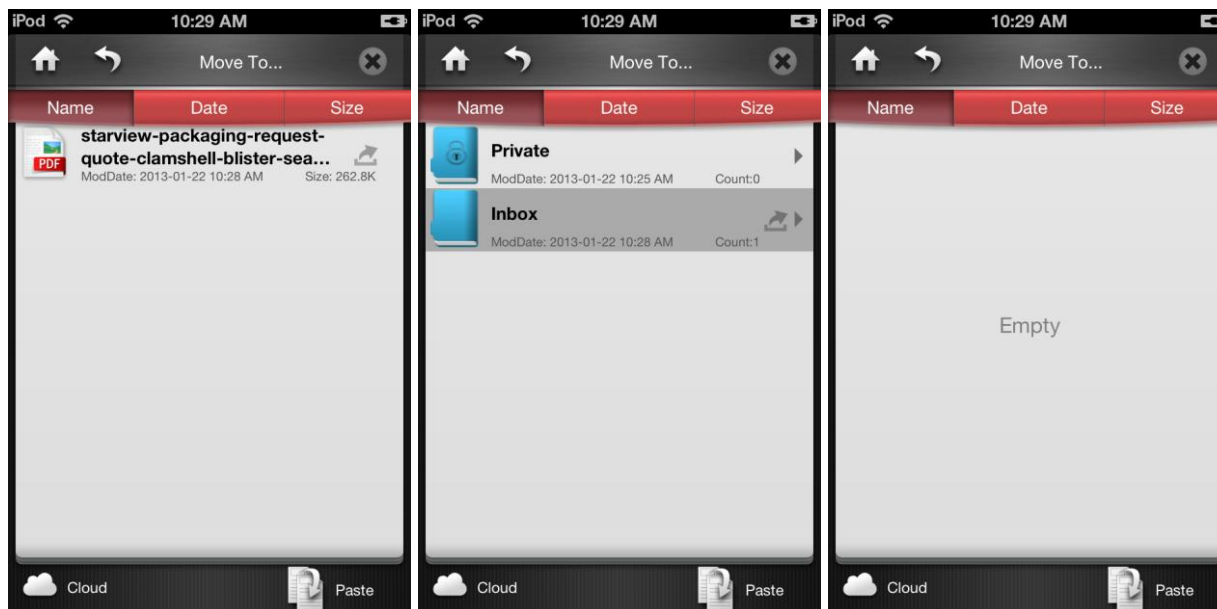 iPod 10:29 AM
Move To...
Name Date Size
starview-packaging-request-
quote-clamshell-blister-sea...
PDF
ModDate: 2013-01-22 10:28 AM Size: 262.8K
Cloud Paste
iPod 10:29 AM
Move To...
Name Date Size
Private
ModDate: 2013-01-22 10:25 AM Count:0
Inbox
ModDate: 2013-01-22 10:28 AM Count:1
Cloud Paste
iPod 10:29 AM
Move To...
Name Date Size
Empty
Cloud Paste